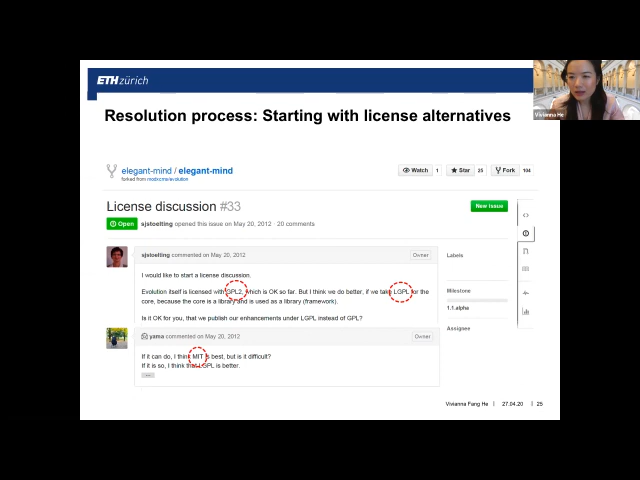 ETHzürich
Resolution process: Starting with license alternatives
Vivianna He
elegant-mind / elegant-mind
forked from modxcms/evolution
Watch 1 Star 25 Fork 104
License discussion #33
New Issue
Open sjstoelting opened this issue on May 20, 2012 · 20 comments
sjstoelting commented on May 20, 2012 Owner
I would like to start a license discussion.
Evolution itself is licensed with GPL2, which is OK so far. But I think we do better, if we take LGPL for the
core, because the core is a library and is used as a library (framework).
Is it OK for you, that we publish our enhancements under LGPL instead of GPL?
Labels
Milestone
1.1.alpha
Assignee
yama commented on May 20, 2012 Owner
If it can do, I think MIT is best, but is it difficult?
If it is so, I think that LGPL is better.
Vivianna Fang He | 27.04.20 | 25